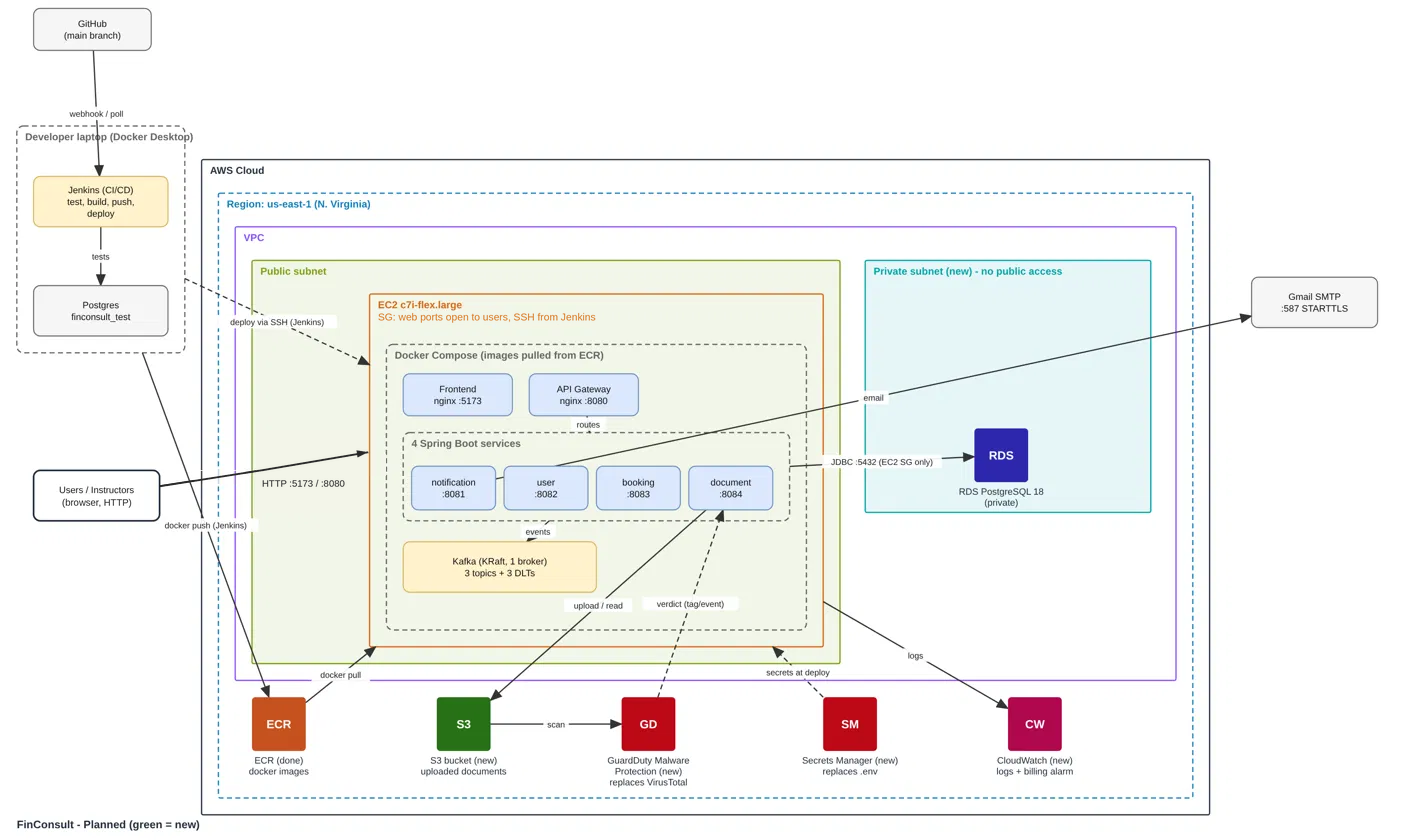 GitHub
(main branch)
webhook / poll
Developer laptop (Docker Desktop)
Jenkins (CI/CD)
test, build, push,
deploy
tests
Postgres
finconsult_test
AWS Cloud
Region: us-east-1 (N. Virginia)
VPC
Public subnet
Private subnet (new) - no public access
EC2 c7i-flex.large
SG: web ports open to users, SSH from Jenkins
deploy via SSH (Jenkins)
Docker Compose (images pulled from ECR)
Frontend
nginx :5173
API Gateway
nginx :8080
routes
4 Spring Boot services
notification
:8081
user
:8082
booking
:8083
document
:8084
email
Gmail SMTP
:587 STARTTLS
JDBC :5432 (EC2 SG only)
RDS
RDS PostgreSQL 18
(private)
Users / Instructors
(browser, HTTP)
HTTP :5173 / :8080
docker push (Jenkins)
events
Kafka (KRaft, 1 broker)
3 topics + 3 DLTs
upload / read
verdict (tag/event)
docker pull
secrets at deploy
logs
ECR
ECR (done)
docker images
S3
S3 bucket (new)
uploaded documents
scan
GD
GuardDuty Malware
Protection (new)
replaces VirusTotal
SM
Secrets Manager (new)
replaces .env
CW
CloudWatch (new)
logs + billing alarm
FinConsult - Planned (green = new)